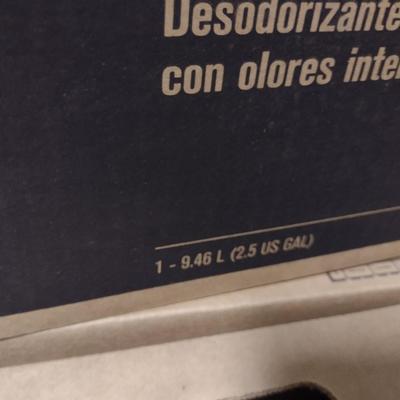 Desodorizante
con olores
1 - 9.46 L (2.5 US GAL)